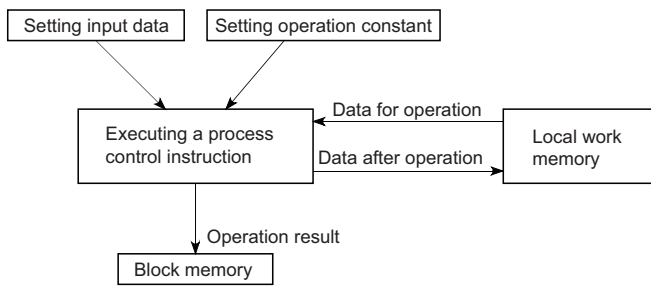 Setting input data
Setting operation constant
Data for operation
Executing a process
control instruction
Local work
memory
Data after operation
Operation result
Block memory